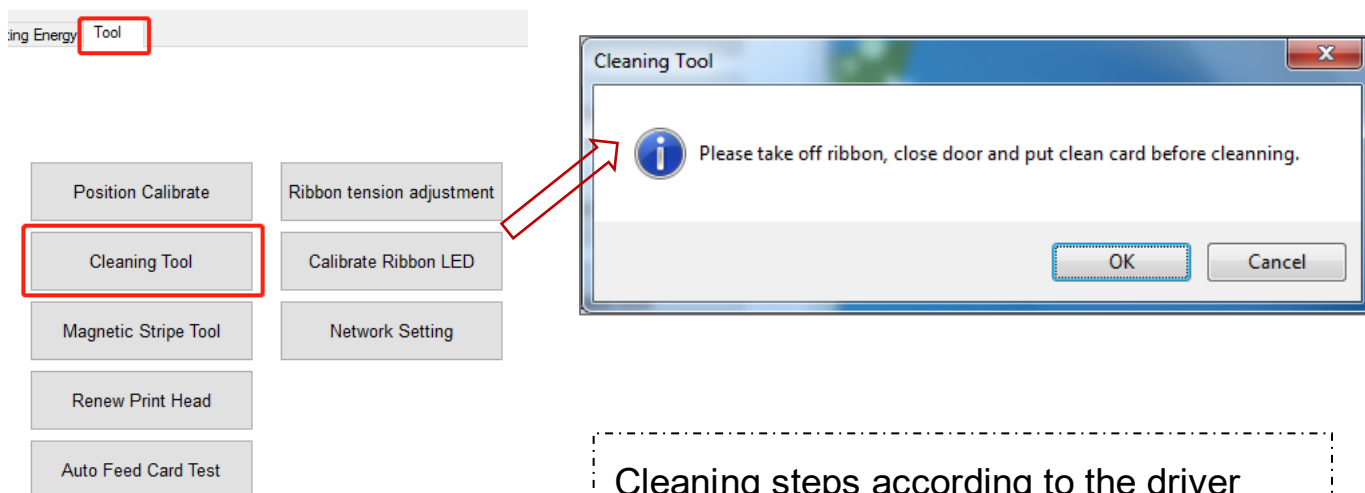 Energy Tool
Position Calibrate
Ribbon tension adjustment
Cleaning Tool
Calibrate Ribbon LED
Magnetic Stripe Tool
Network Setting
Renew Print Head
Auto Feed Card Test
Cleaning Tool
Please take off ribbon, close door and put clean card before cleanning.
OK Cancel
Cleaning steps according to the driver